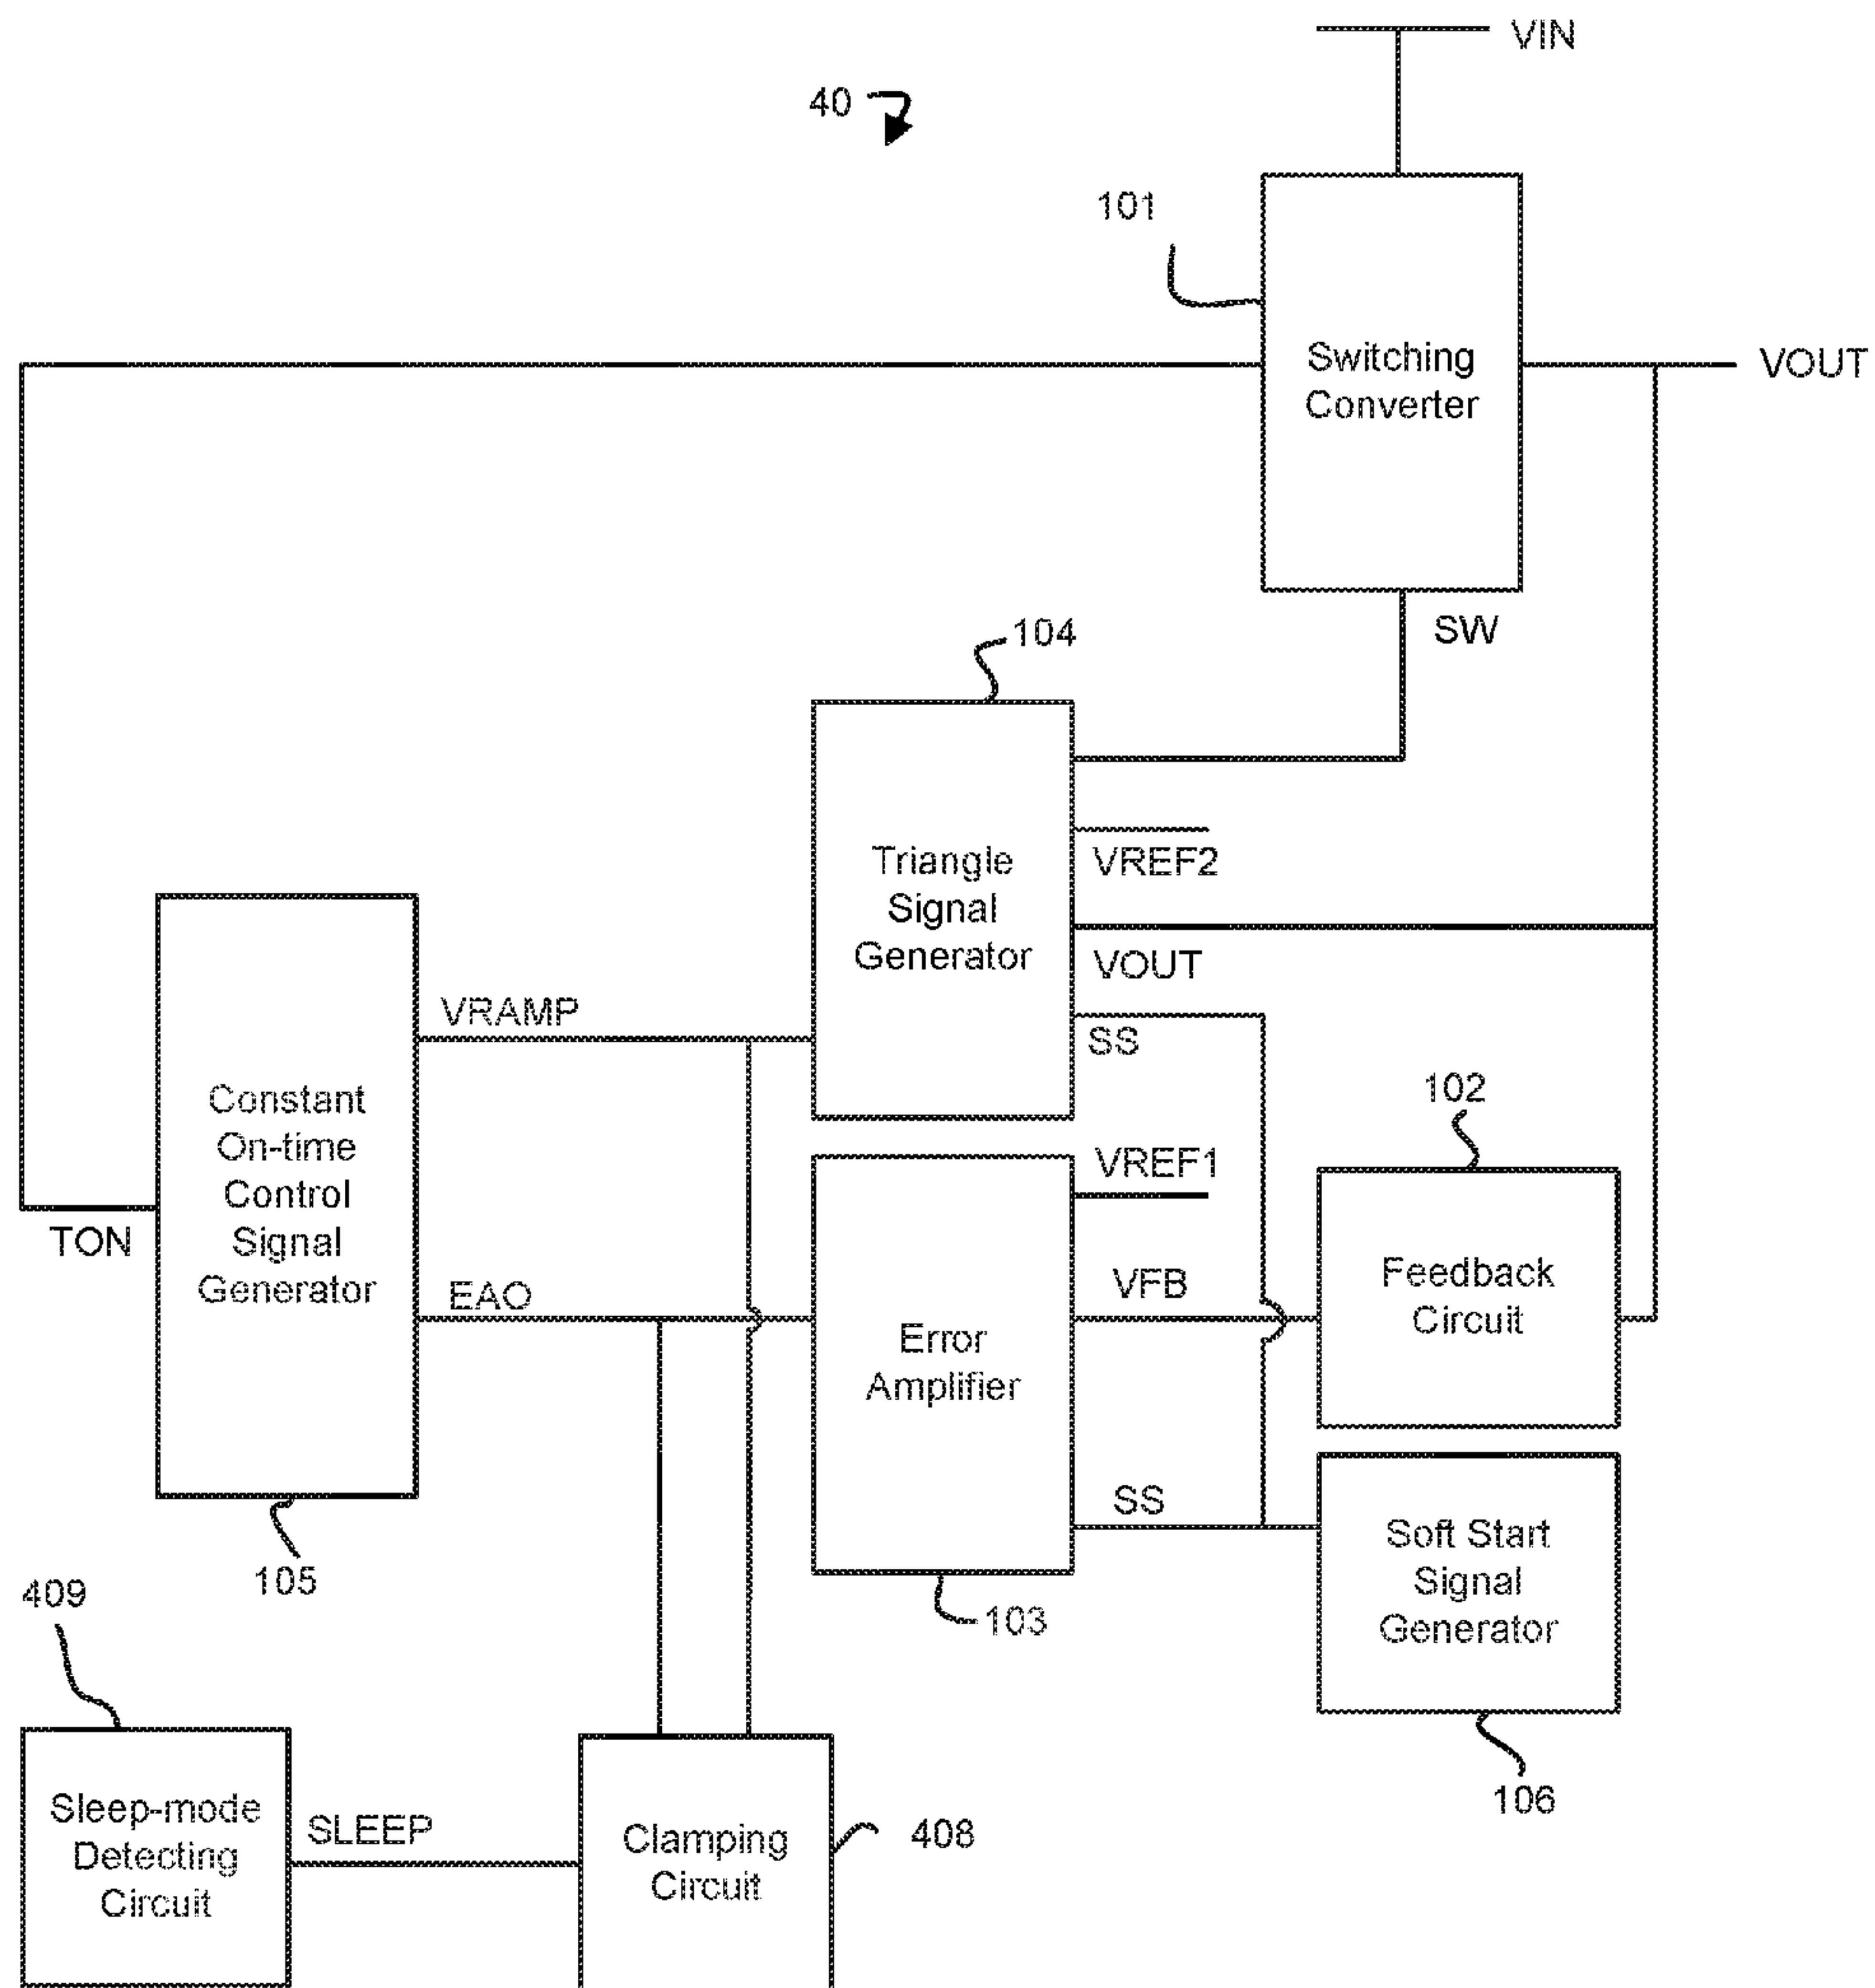 VIN
40
101
Switching
Converter
VOUT
SW
104
Triangle
Signal
Generator
VREF2
VOUT
SS
VRAMP
Constant
On-time
Control
Signal
Generator
TON
EAO
105
VREF1
VFB
SS
Error
Amplifier
103
102
Feedback
Circuit
Soft Start
Signal
Generator
106
409
Sleep-mode
Detecting
Circuit
SLEEP
Clamping
Circuit
408